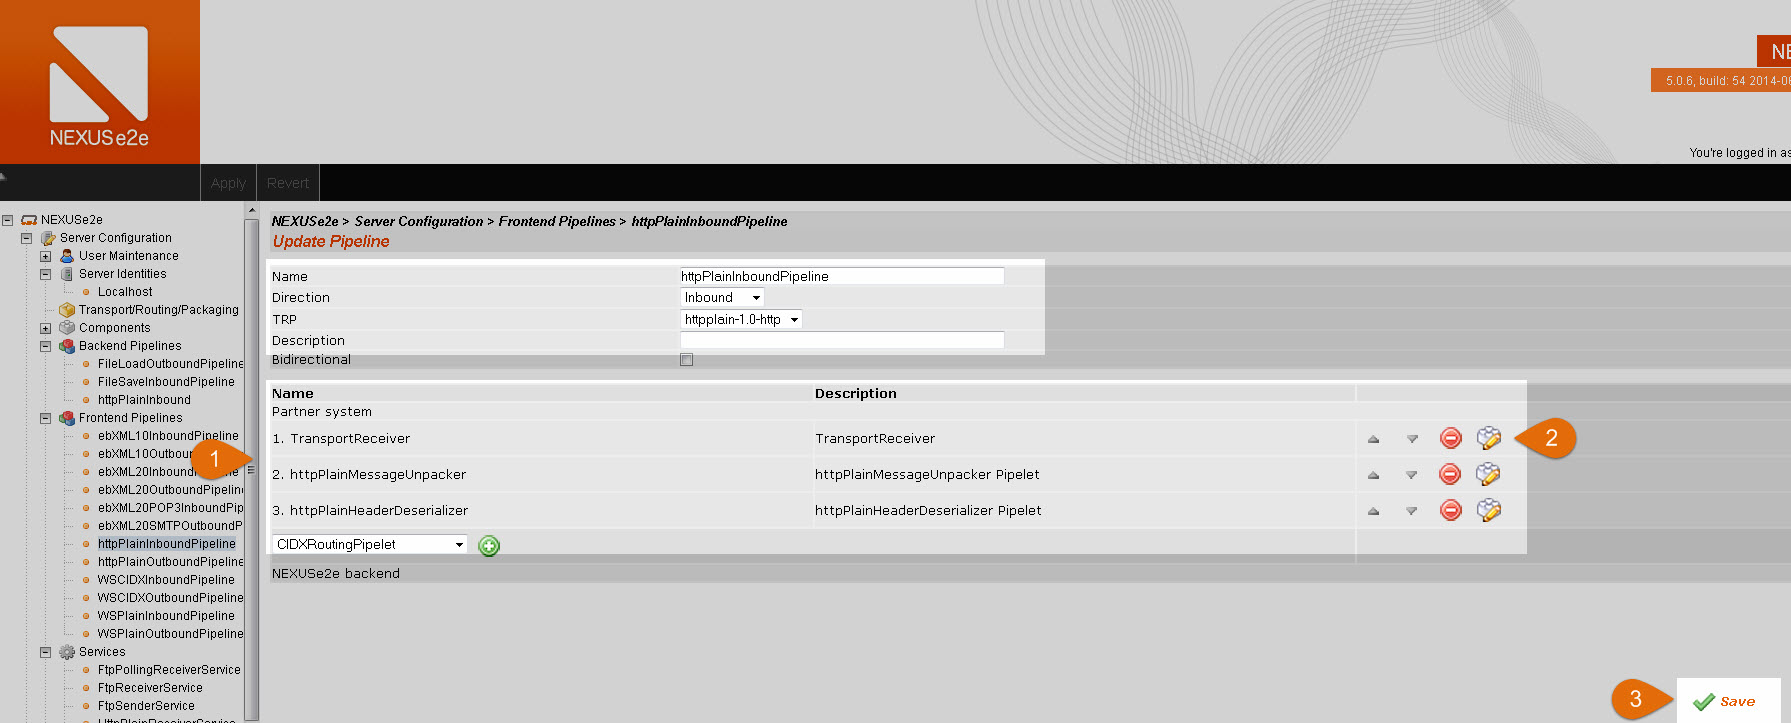 NEXUSe2e
NE
5.0.6, build: 54 2014-0
You're logged in as
Apply Revert
NEXUSe2e
Server Configuration
User Maintenance
Server Identities
Localhost
Transport/Routing/Packaging
Components
Backend Pipelines
FileLoadOutboundPipeline
FileSaveInboundPipeline
httpPlainInbound
Frontend Pipelines
ebXML10InboundPipeline
ebXML10Outbou
ebXML20Inbound
ebXML20OutboundPipeline
ebXML20POP3InboundPip
ebXML20SMTPOutboundP
httpPlainInboundPipeline
httpPlainOutboundPipeline
WSCIDXInboundPipeline
WSCIDXOutboundPipeline
WSPlainInboundPipeline
WSPlainOutboundPipeline
Services
FtpPollingReceiverService
FtpReceiverService
FtpSenderService
HttpPlainReceiverService
1
NEXUSe2e > Server Configuration > Frontend Pipelines > httpPlainInboundPipeline
Update Pipeline
Name httpPlainInboundPipeline
Direction Inbound
TRP httpplain-1.0-http
Description
Bidirectional
Name Description
Partner system
1. TransportReceiver TransportReceiver
2
2. httpPlainMessageUnpacker httpPlainMessageUnpacker Pipelet
3. httpPlainHeaderDeserializer httpPlainHeaderDeserializer Pipelet
CIDXRoutingPipelet
NEXUSe2e backend
3 Save